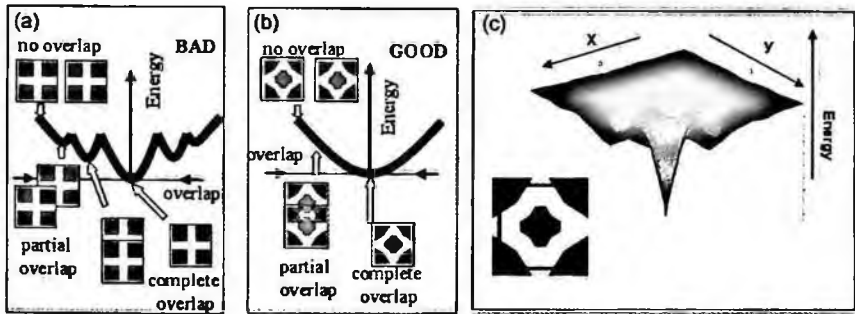 (a)
no overlap
BAD
Energy
overlap
partial
overlap
complete
overlap
(b)
no overlap
GOOD
Energy
overlap
partial
overlap
complete
overlap
(c)
X
y
Energy